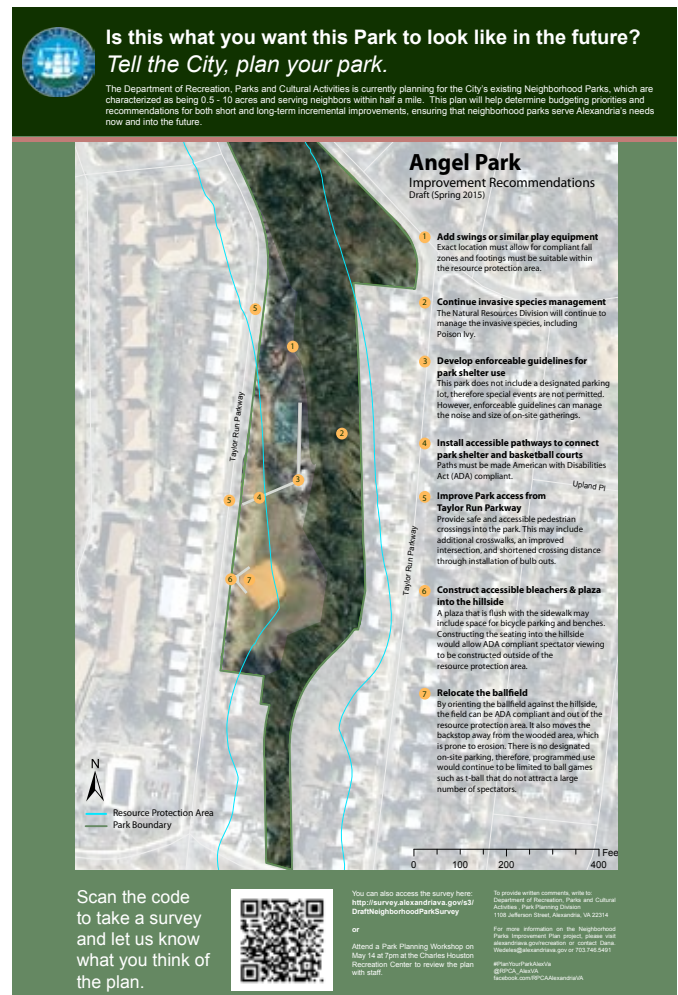 Is this what you want this Park to look like in the future?
Tell the City, plan your park.
The Department of Recreation, Parks and Cultural Activities is currently planning for the City's existing Neighborhood Parks, which are
characterized as being 0.5 - 10 acres and serving neighbors within half a mile. This plan will help determine budgeting priorities and
recommendations for both short and long-term incremental improvements, ensuring that neighborhood parks serve Alexandria's needs
now and into the future.
Angel Park
Improvement Recommendations
Draft (Spring 2015)
1 Add swings or similar play equipment
Exact location must allow for compliant fall
zones and footings must be suitable within
the resource protection area.
2 Continue invasive species management
The Natural Resources Division will continue to
manage the invasive species, including
Poison Ivy.
3 Develop enforceable guidelines for
park shelter use
This park does not include a designated parking
lot, therefore special events are not permitted.
However, enforceable guidelines can manage
the noise and size of on-site gatherings.
4 Install accessible pathways to connect
park shelter and basketball courts
Paths must be made American with Disabilities
Act (ADA) compliant.
5 Improve Park access from
Taylor Run Parkway
Provide safe and accessible pedestrian
crossings into the park. This may include
additional crosswalks, an improved
intersection, and shortened crossing distance
through installation of bulb outs.
6 Construct accessible bleachers & plaza
into the hillside
A plaza that is flush with the sidewalk may
include space for bicycle parking and benches.
Constructing the seating into the hillside
would allow ADA compliant spectator viewing
to be constructed outside of the
resource protection area.
7 Relocate the ballfield
By orienting the ballfield against the hillside,
the field can be ADA compliant and out of the
resource protection area. It also moves the
backstop away from the wooded area, which
is prone to erosion. There is no designated
on-site parking, therefore, programmed use
would continue to be limited to ball games
such as t-ball that do not attract a large
number of spectators.
5
1
2
3
4
5
6
7
Taylor Run Parkway
Taylor Run Parkway
Upland Pl
N
Resource Protection Area
Park Boundary
Fee
0 100 200 400
Scan the code
to take a survey
and let us know
what you think of
the plan.
You can also access the survey here:
http://survey.alexandriava.gov/s3/
DraftNeighborhoodParkSurvey
or
Attend a Park Planning Workshop on
May 14 at 7pm at the Charles Houston
Recreation Center to review the plan
with staff.
To provide written comments, write to:
Department of Recreation, Parks and Cultural
Activities , Park Planning Division
1108 Jefferson Street, Alexandria, VA 22314
For more information on the Neighborhood
Parks Improvement Plan project, please visit
alexandriava.gov/recreation or contact Dana.
Wedeles@alexandriava.gov or 703.746.5491
#PlanYourParkAlexVa
@RPCA_AlexVA
facebook.com/RPCAAlexandriaVA